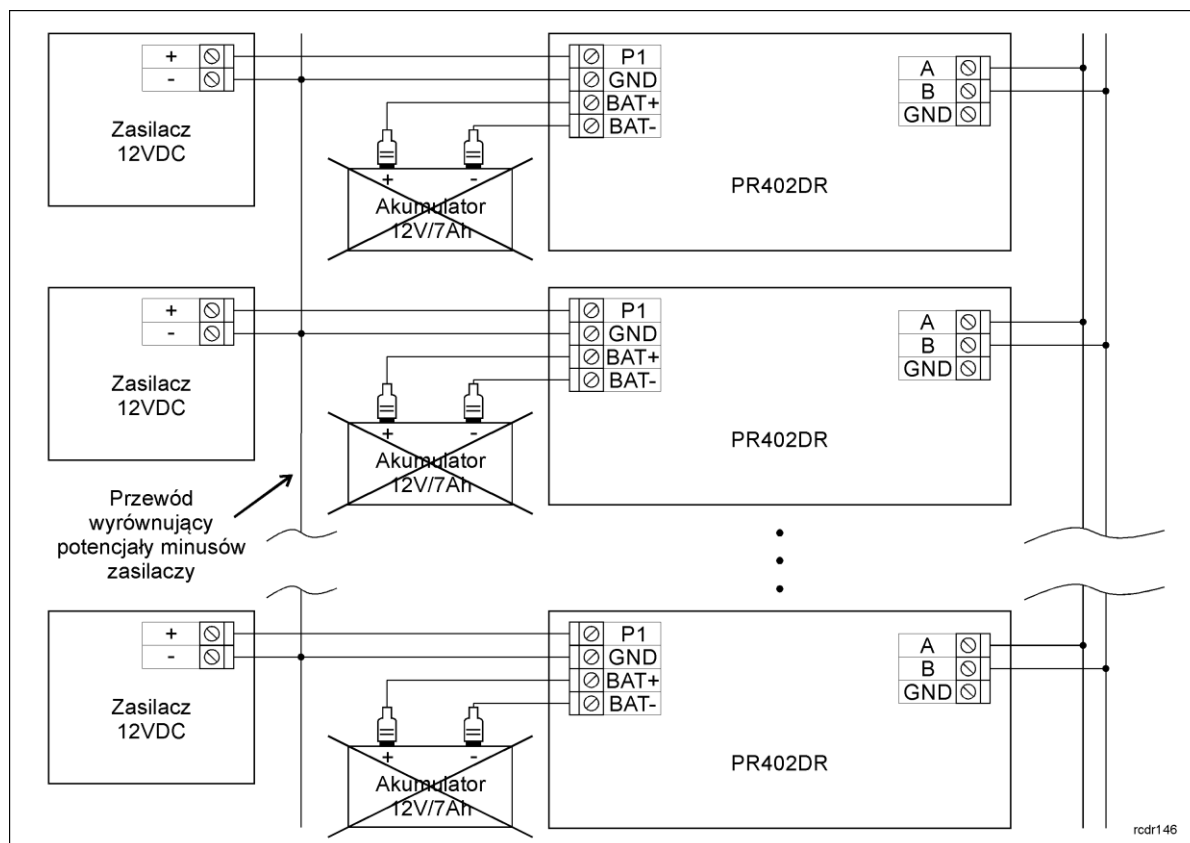 +
-
Zasilacz
12VDC
P1
GND
BAT+
BAT-
+ -
Akumulator
12V/7Ah
PR402DR
A
B
GND
+
-
Zasilacz
12VDC
P1
GND
BAT+
BAT-
+ -
Akumulator
12V/7Ah
PR402DR
A
B
GND
Przewód
wyrównujący
potencjały minusów
zasilaczy
+
-
Zasilacz
12VDC
P1
GND
BAT+
BAT-
+ -
Akumulator
12V/7Ah
PR402DR
A
B
GND
rcdr146